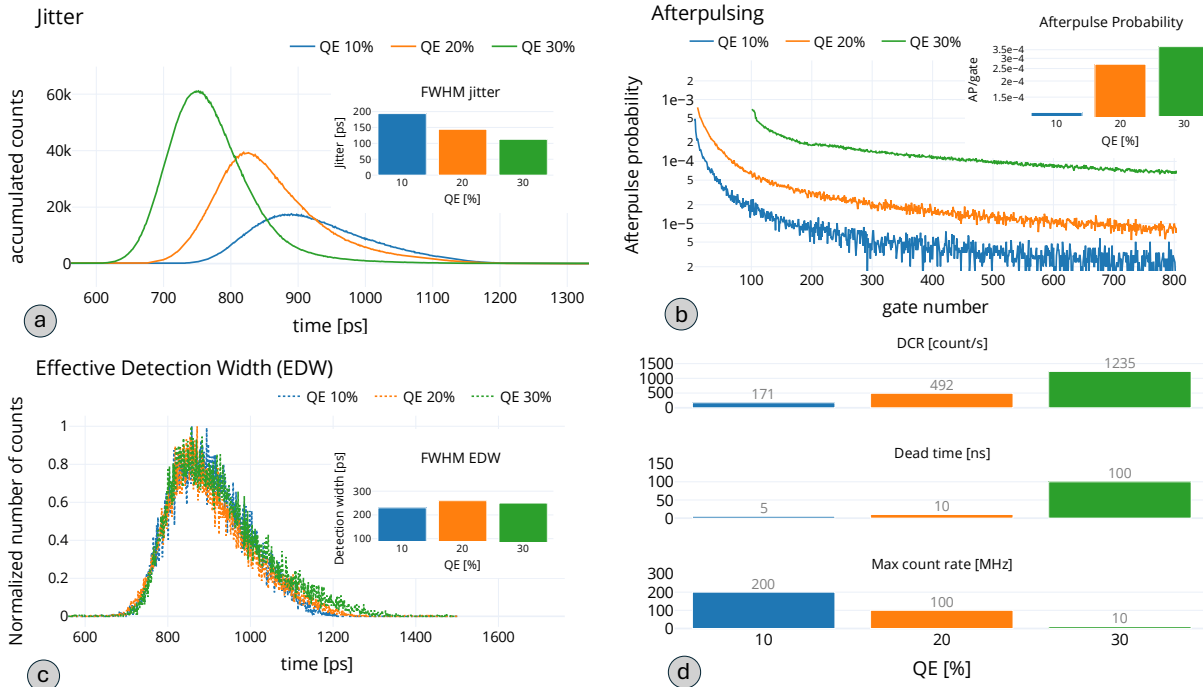 Jitter
QE 10% QE 20% QE 30%
accumulated counts
60k
40k
20k
0
600 700 800 900 1000 1100 1200 1300
time [ps]
FWHM jitter
Jitter [ps]
200
150
100
50
0
10 20 30
QE [%]
a
Afterpulsing
QE 10% QE 20% QE 30%
Afterpulse probability
2
1e−3
5
2
1e−4
5
2
1e−5
5
2
100 200 300 400 500 600 700 800
gate number
Afterpulse Probability
AP/gate
3.5e−4
3e−4
2.5e−4
1.5e−4
10 20 30
QE [%]
b
Effective Detection Width (EDW)
QE 10% QE 20% QE 30%
Normalized number of counts
1
0.8
0.6
0.4
0.2
0
600 800 1000 1200 1400 1600
time [ps]
FWHM EDW
Detection width [ps]
300
200
100
10 20 30
QE [%]
c
DCR [count/s]
1500
1000
500
0
171 492 1235
Dead time [ns]
150
100
50
0
5 10 100
Max count rate [MHz]
300
200
100
0
200 100 10
10 20 30
QE [%]
d